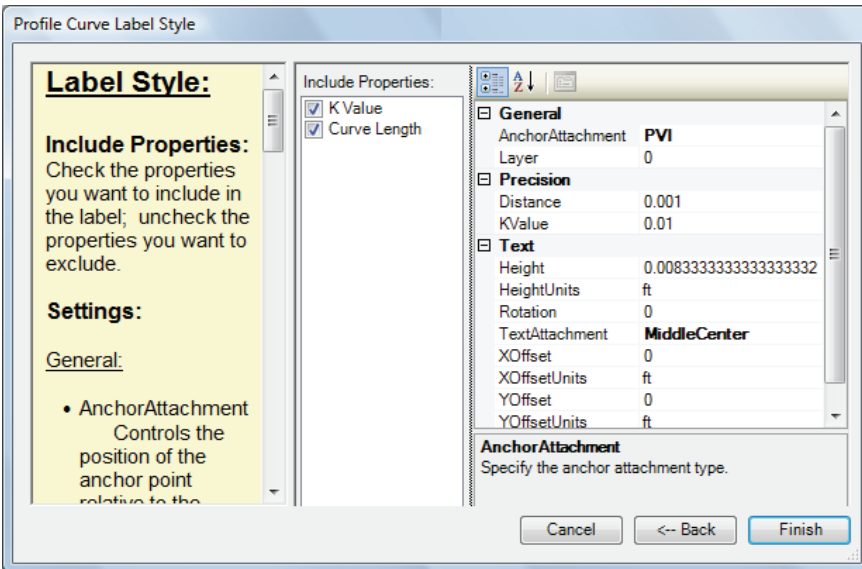 Profile Curve Label Style
Label Style:
Include Properties:
Check the properties
you want to include in
the label;  uncheck the
properties you want to
exclude.
Settings:
General:
• AnchorAttachment
Controls the
position of the
anchor point
relative to the
Include Properties:
K Value
Curve Length
General
AnchorAttachment PVI
Layer 0
Precision
Distance 0.001
KValue 0.01
Text
Height 0.0083333333333333332
HeightUnits ft
Rotation 0
TextAttachment MiddleCenter
XOffset 0
XOffsetUnits ft
YOffset 0
YOffsetUnits ft
AnchorAttachment
Specify the anchor attachment type.
Cancel <-- Back Finish